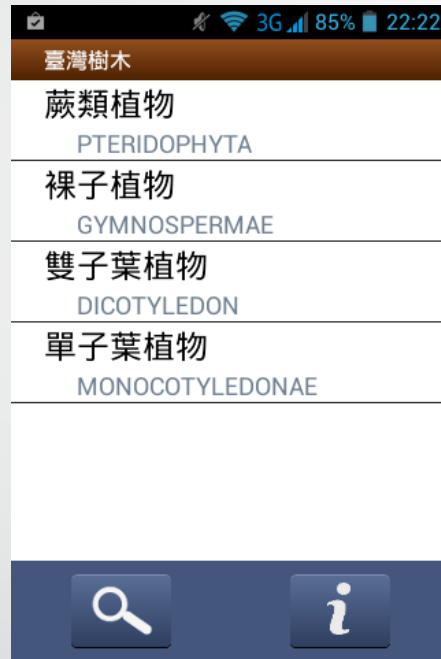 3G 85% 22:22
臺灣樹木
蕨類植物
PTERIDOPHYTA
裸子植物
GYMNOSPERMAE
雙子葉植物
DICOTYLEDON
單子葉植物
MONOCOTYLEDONAE
i